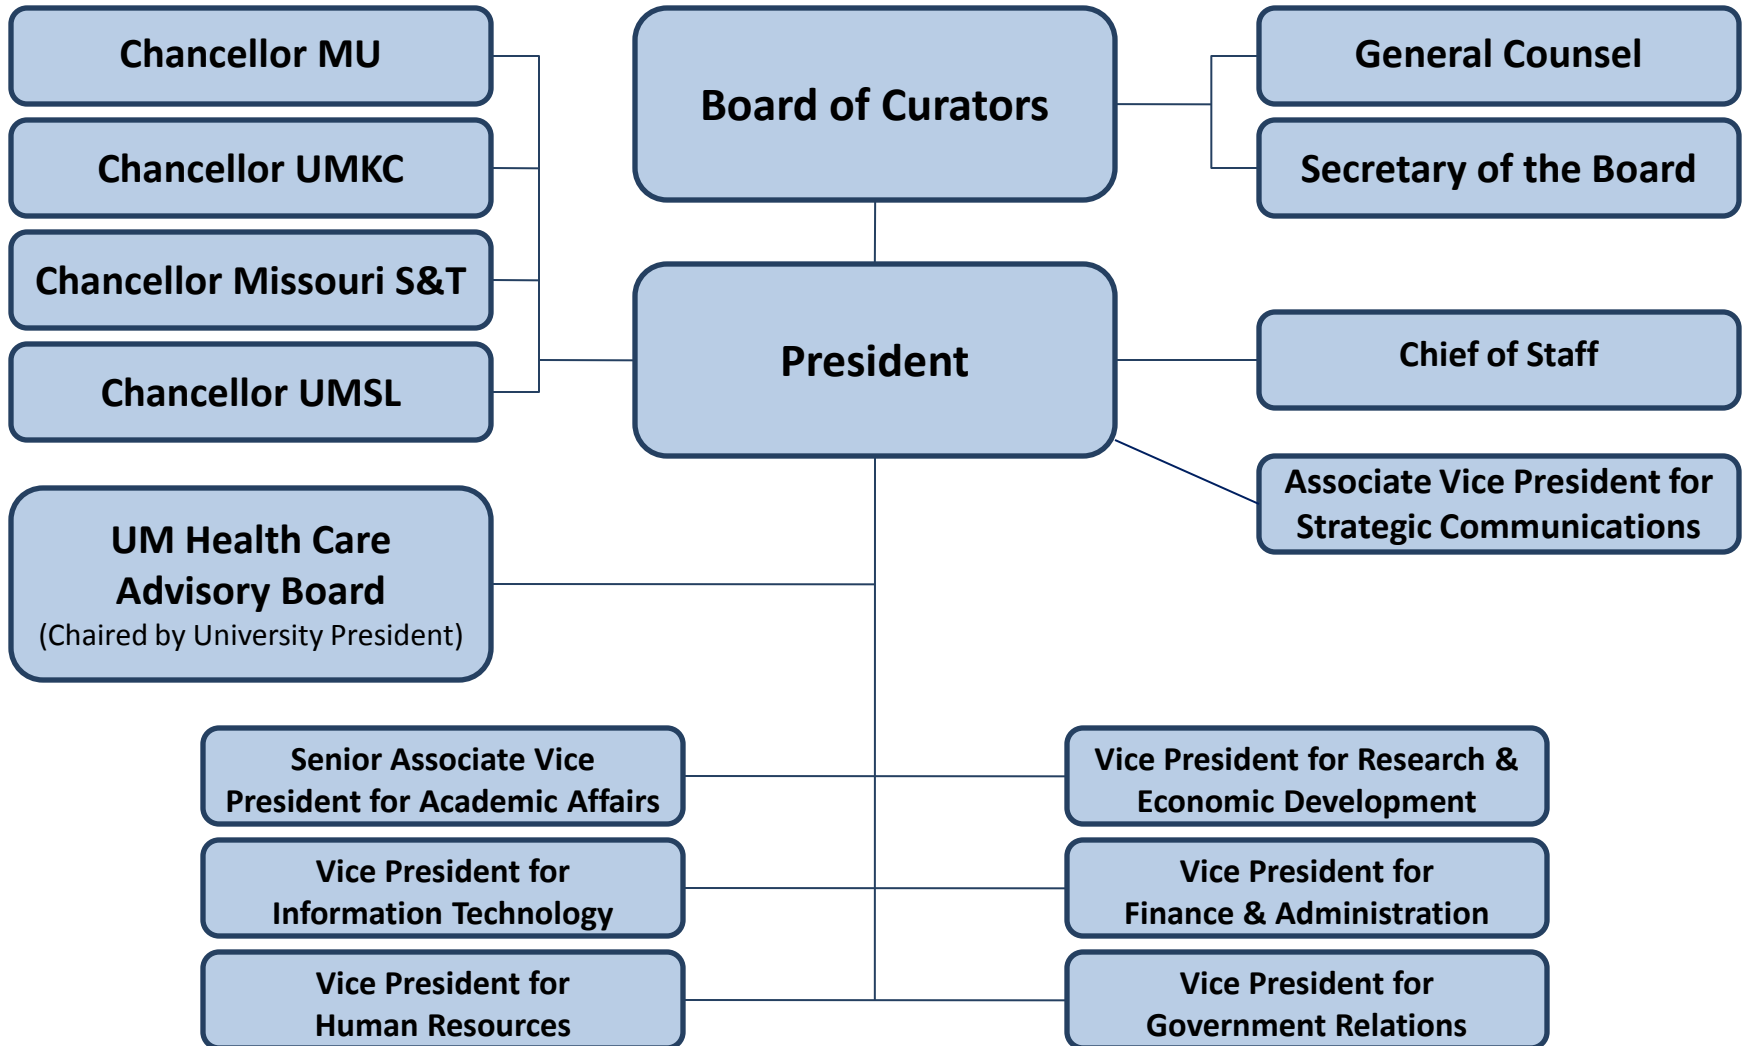 Chancellor MU
Chancellor UMKC
Chancellor Missouri S&T
Chancellor UMSL
Board of Curators
General Counsel
Secretary of the Board
President
Chief of Staff
Associate Vice President for
Strategic Communications
UM Health Care
Advisory Board
(Chaired by University President)
Senior Associate Vice
President for Academic Affairs
Vice President for Research &
Economic Development
Vice President for
Information Technology
Vice President for
Finance & Administration
Vice President for
Human Resources
Vice President for
Government Relations